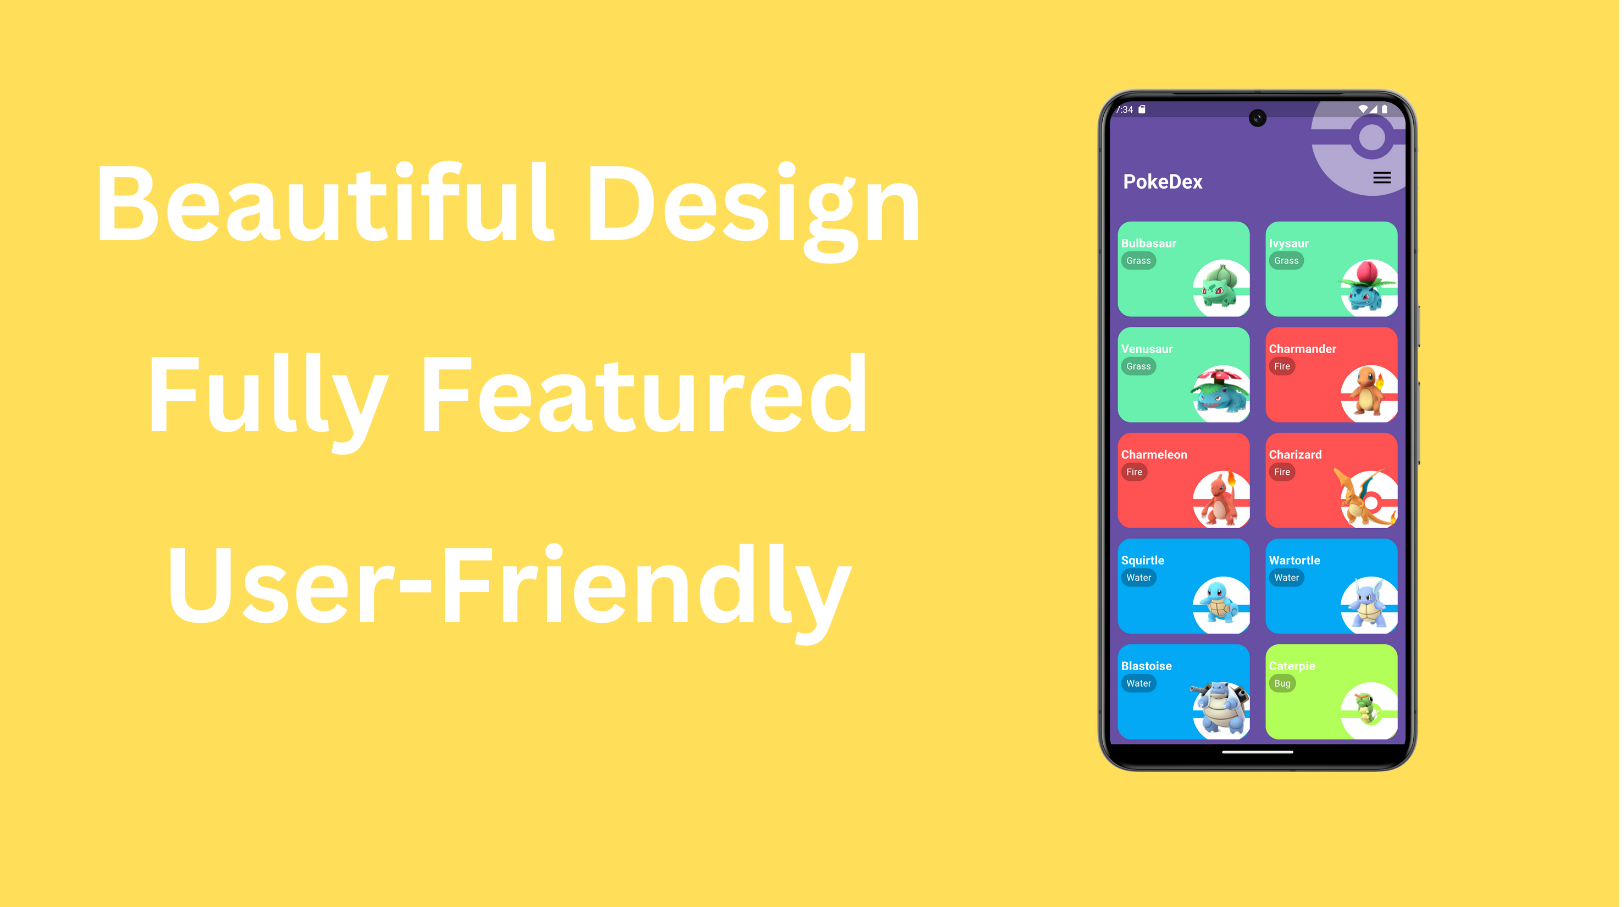 Beautiful Design
Fully Featured
User-Friendly
7:34
PokeDex
Bulbasaur
Grass
Ivysaur
Grass
Venusaur
Grass
Charmander
Fire
Charmeleon
Fire
Charizard
Fire
Squirtle
Water
Wartortle
Water
Blastoise
Water
Caterpie
Bug